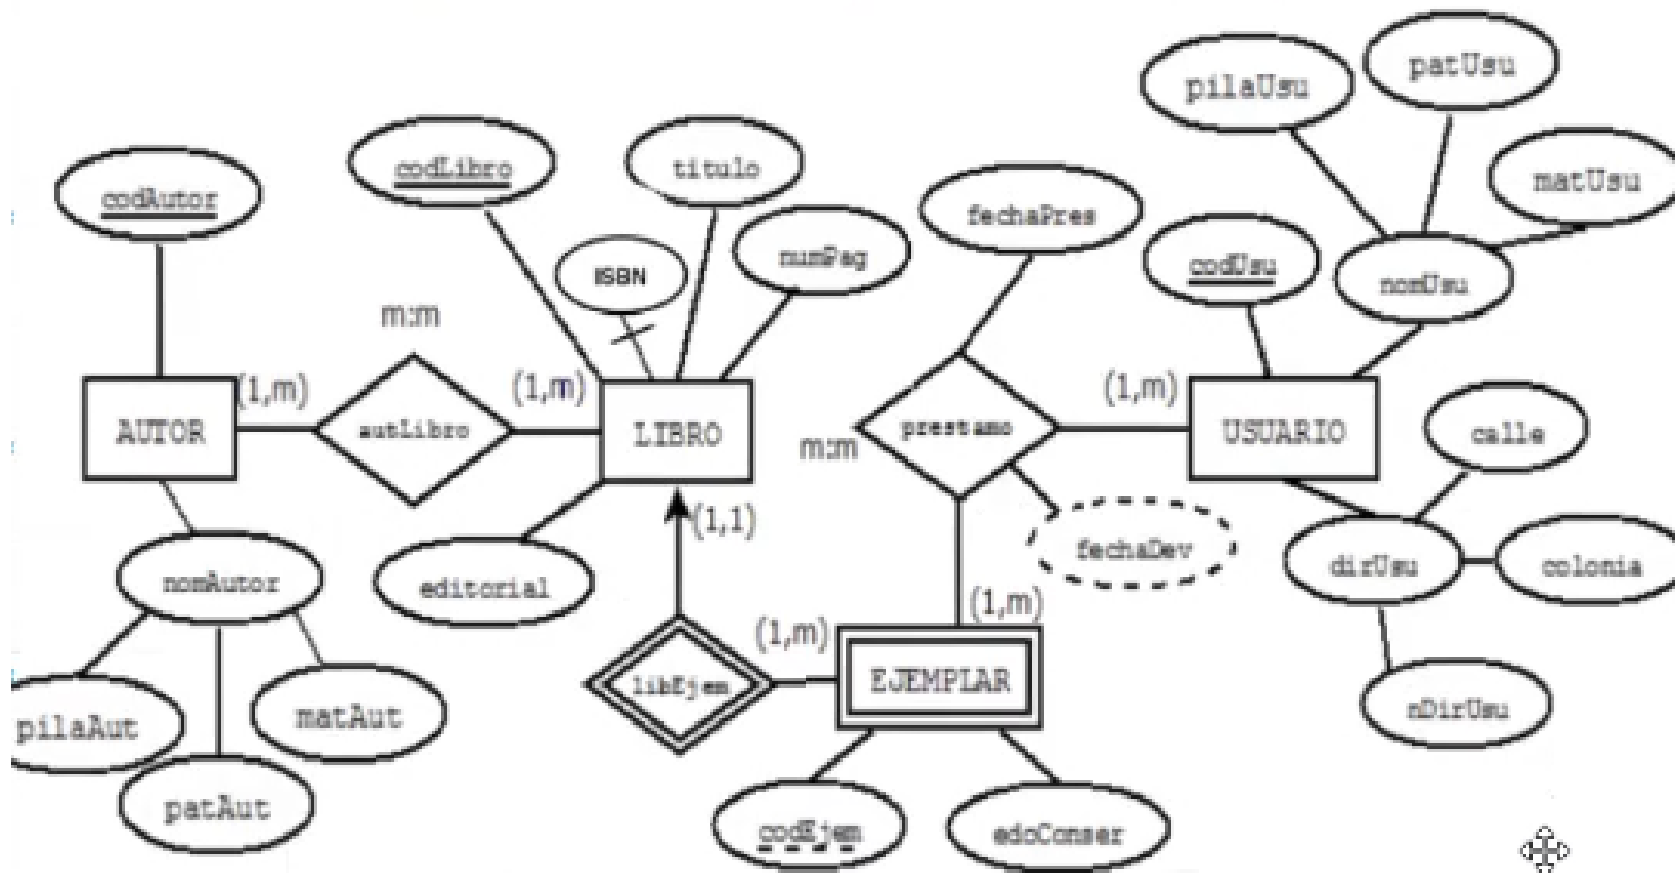 pilaUsu
patUsu
matUsu
codLibro
titulo
codAutor
fechaPres
numPag
ISBN
codUsu
nomUsu
m:m
(1,m)
(1,m)
(1,m)
AUTOR
autLibro
LIBRO
prestamo
USUARIO
calle
m:m
(1,1)
fechaDev
dirUsu
colonia
nomAutor
editorial
(1,m)
(1,m)
libEjem
EJEMPLAR
pilaAut
matAut
nDirUsu
patAut
codEjem
edoConser